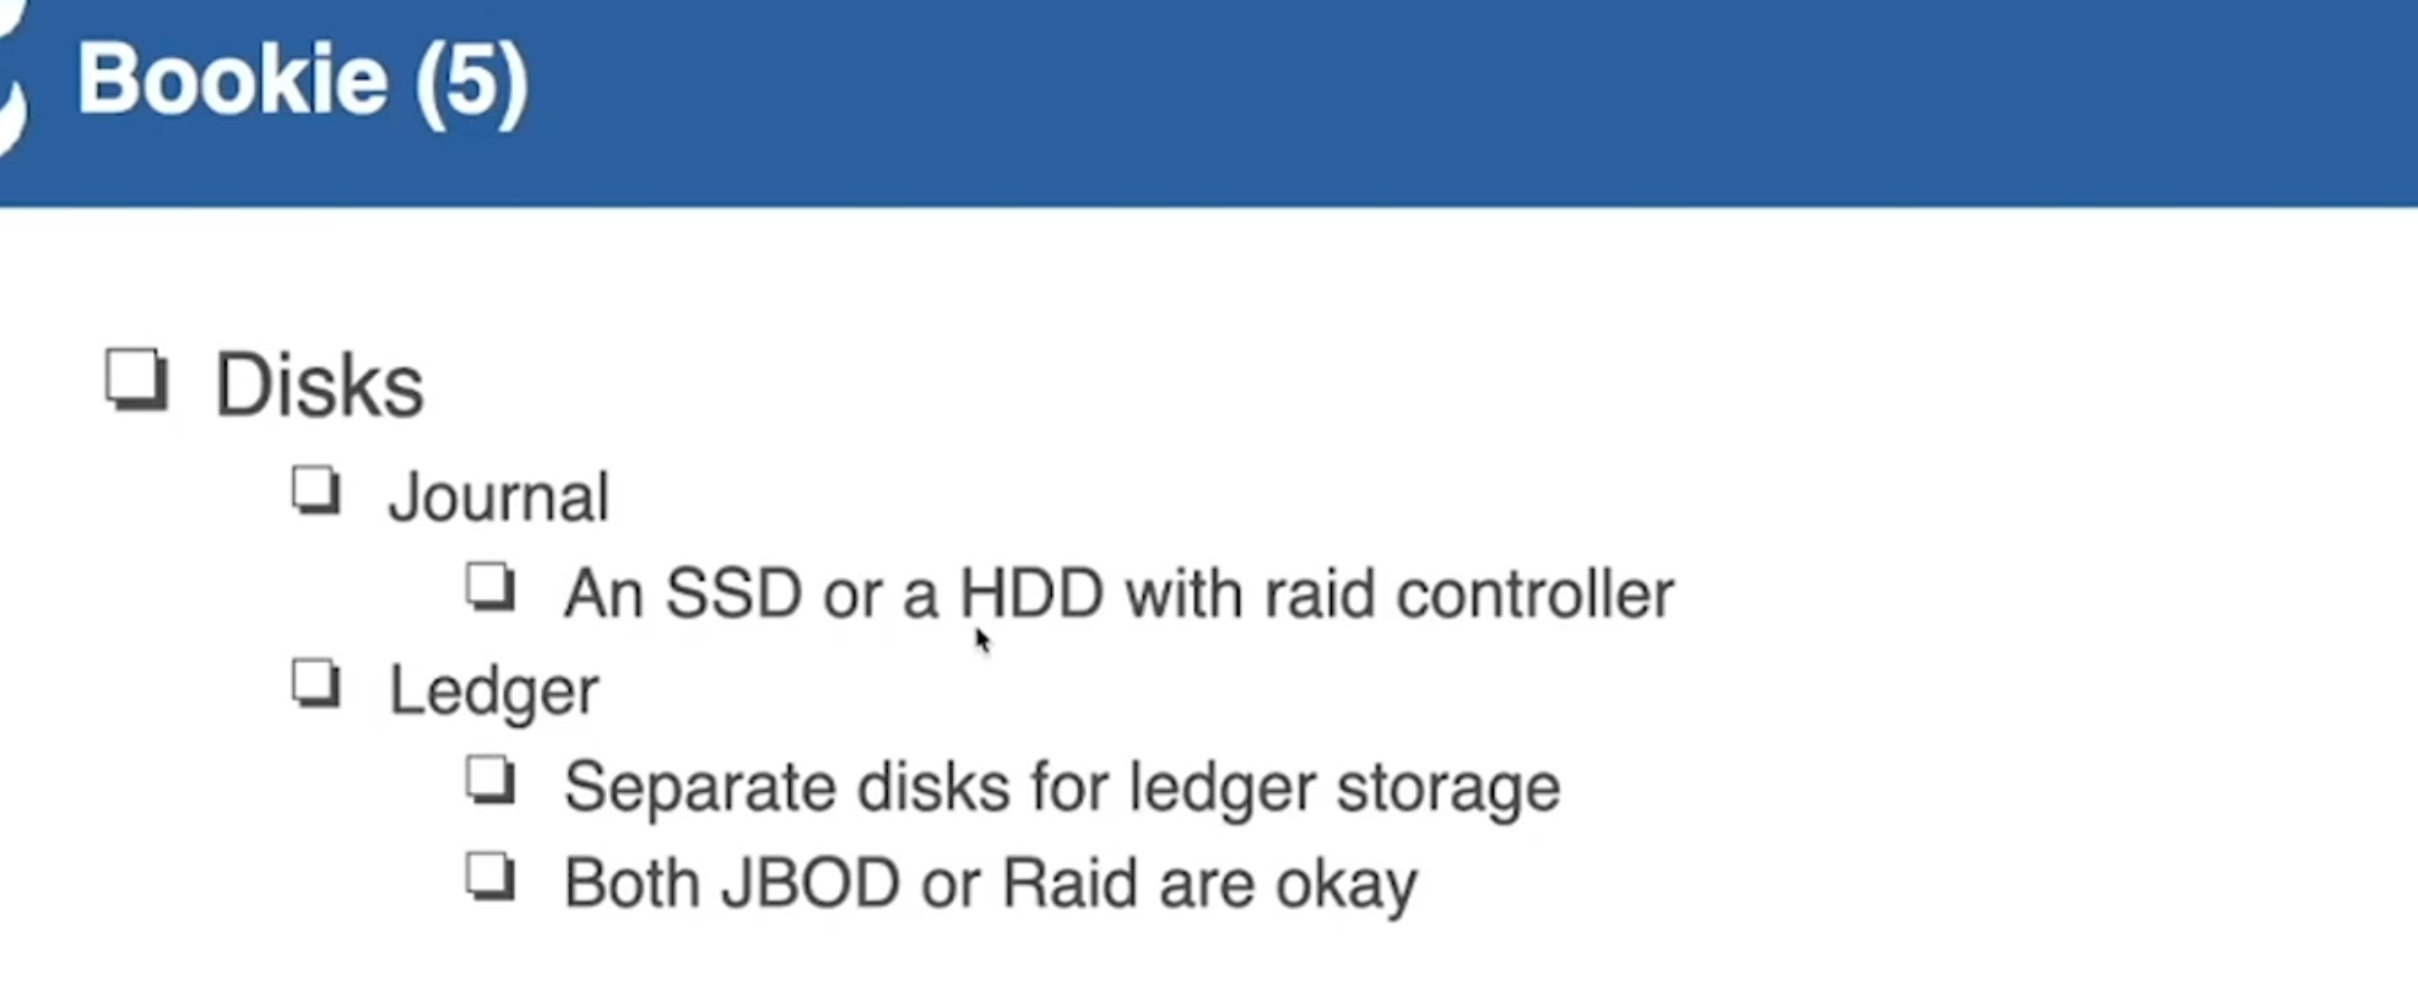 Bookie (5)
Disks
Journal
An SSD or a HDD with raid controller
Ledger
Separate disks for ledger storage
Both JBOD or Raid are okay